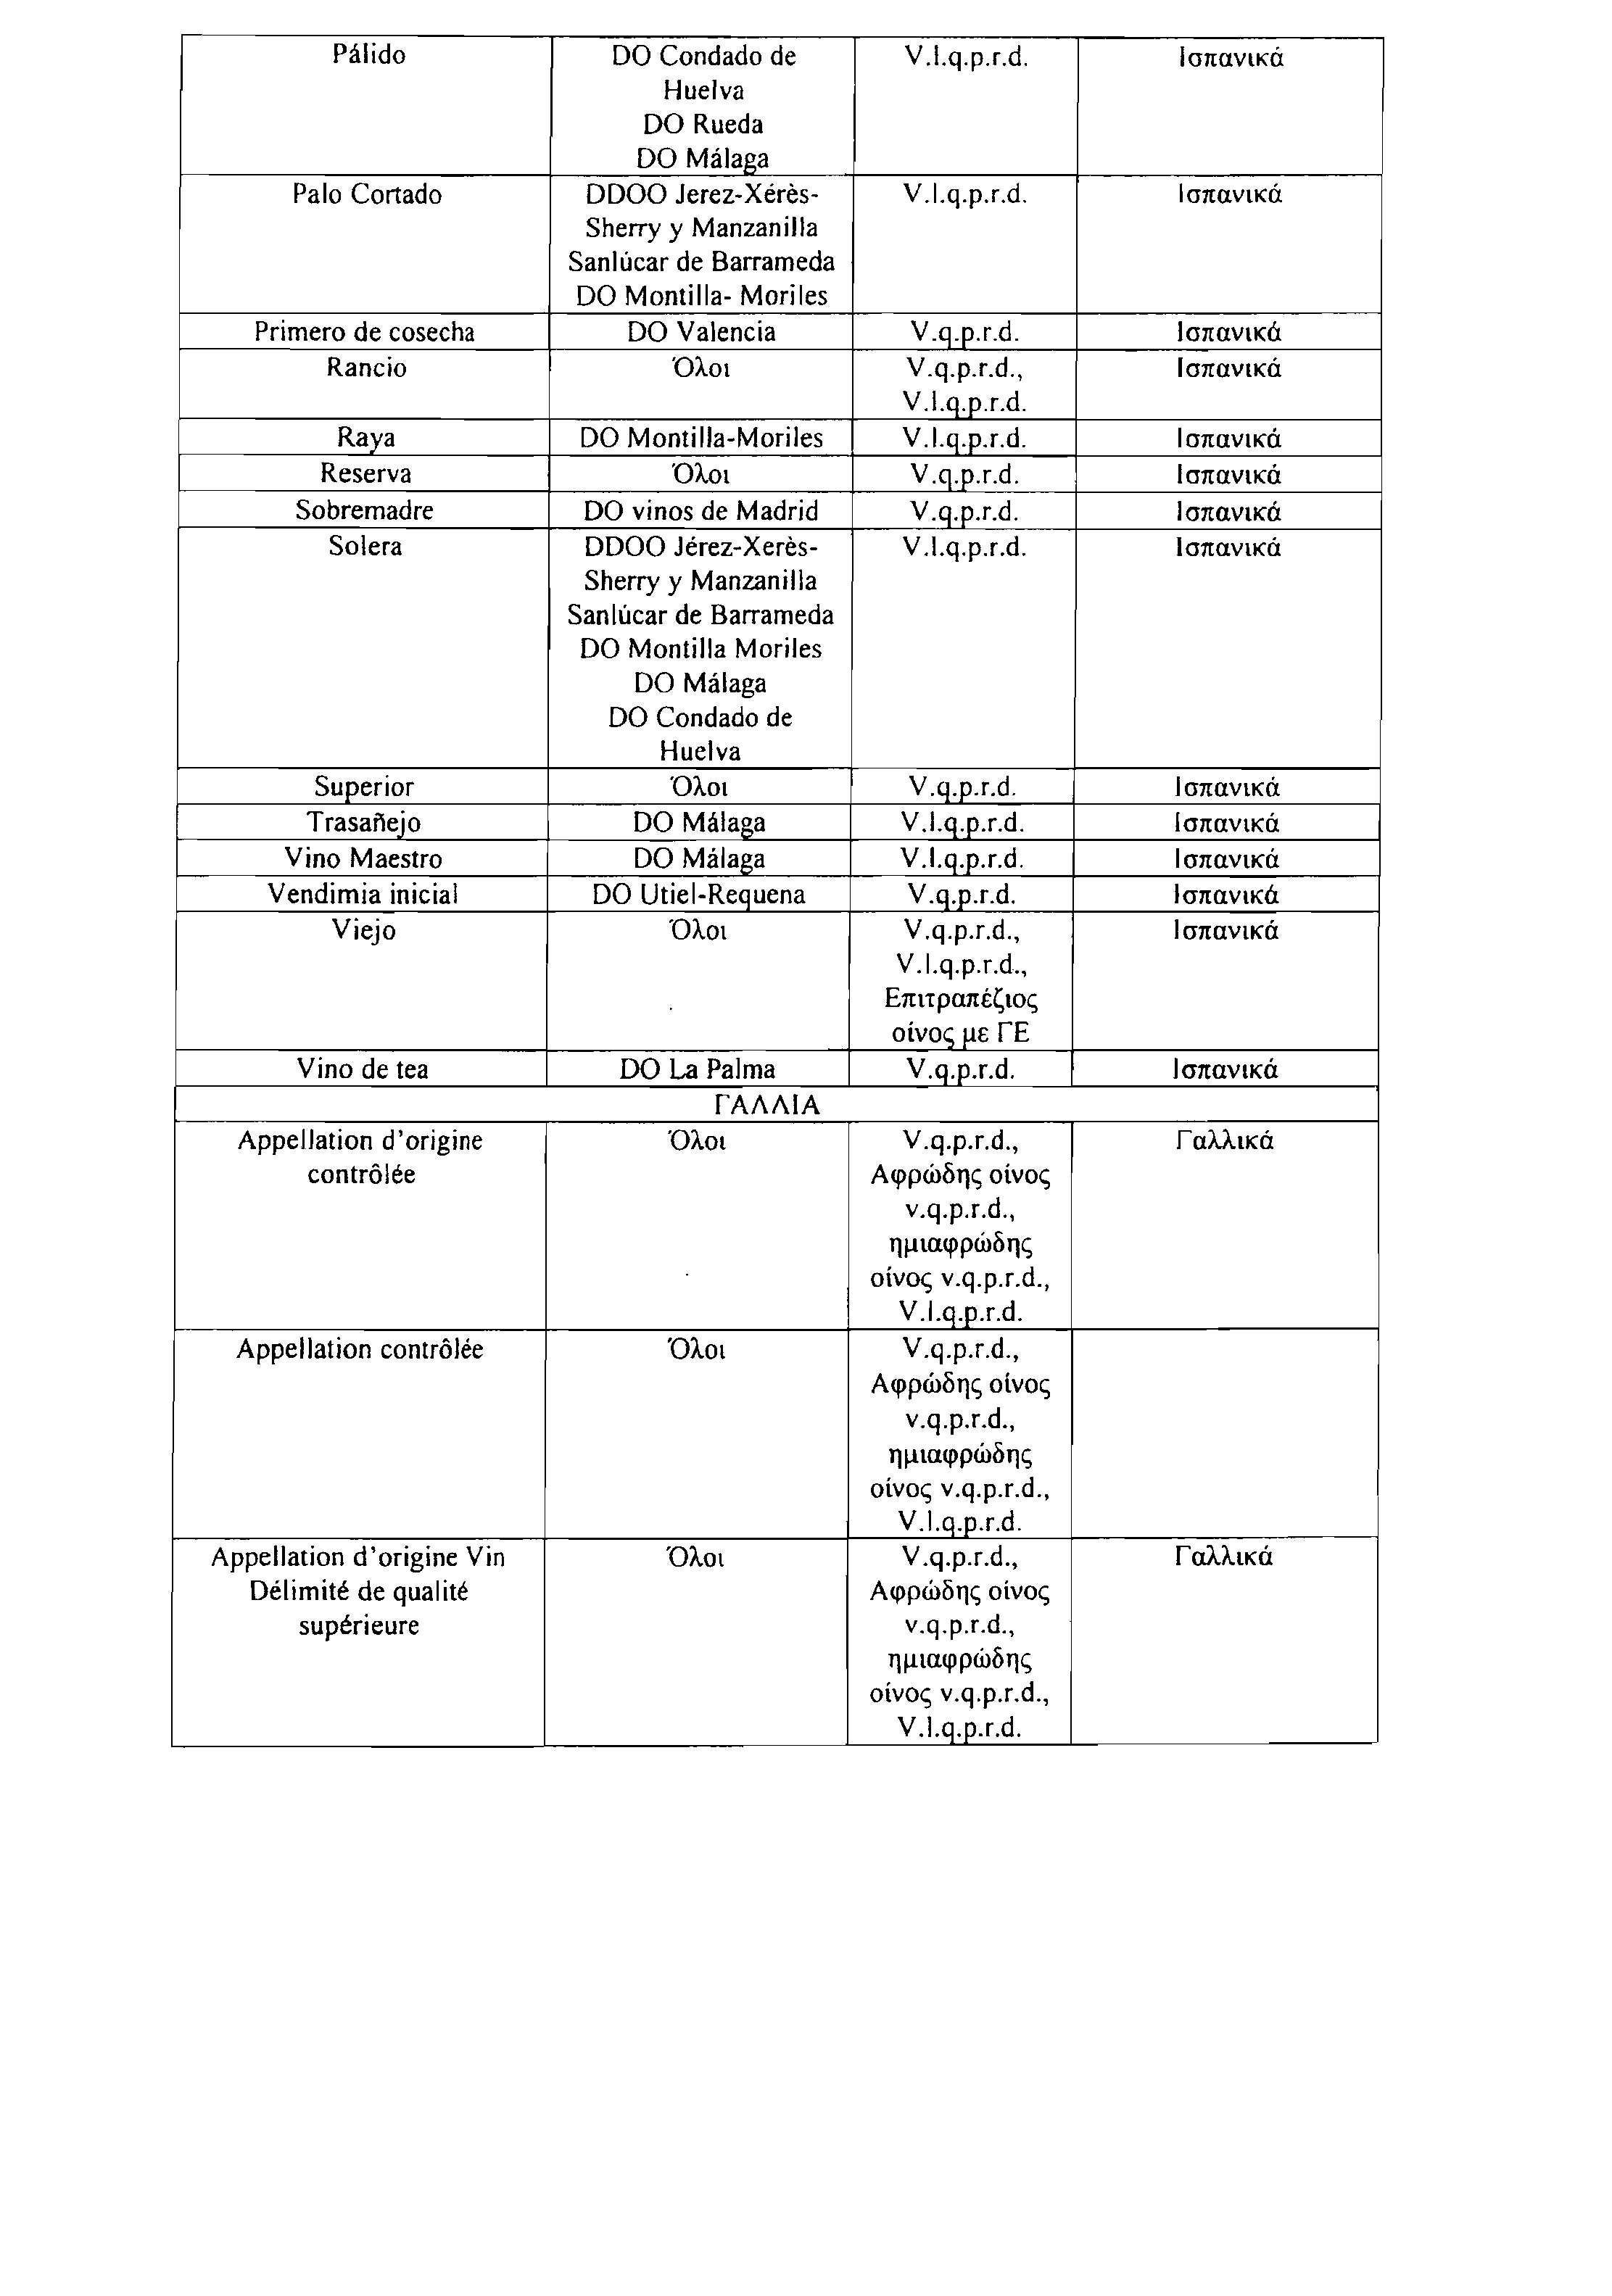 Pálido DO Condado de V.l.q.p.r.d. Ισπανικά
Huelva
DO Rueda
DO Málaga
Palo Cortado DDOO Jerez-Xérès- V.l.q.p.r.d. Ισπανικά
Sherry y Manzanilla
Sanlúcar de Barrameda
DO Montilla- Moriles
Primero de cosecha DO Valencia V.q.p.r.d. Ισπανικά
Rancio Όλοι V.q.p.r.d., Ισπανικά
V.l.q.p.r.d.
Raya DO Montilla-Moriles V.l.q.p.r.d. Ισπανικά
Reserva Όλοι V.q.p.r.d. Ισπανικά
Sobremadre DO vinos de Madrid V.q.p.r.d. Ισπανικά
Solera DDOO Jérez-Xerès- V.l.q.p.r.d. Ισπανικά
Sherry y Manzanilla
Sanlúcar de Barrameda
DO Montilla Moriles
DO Málaga
DO Condado de
Huelva
Superior Όλοι V.q.p.r.d. Ισπανικά
Trasañejo DO Málaga V.l.q.p.r.d. Ισπανικά
Vino Maestro DO Málaga V.l.q.p.r.d. Ισπανικά
Vendimia inicial DO Utiel-Requena V.q.p.r.d. Ισπανικά
Viejo Όλοι V.q.p.r.d., Ισπανικά
V.l.q.p.r.d.,
Επιτραπέζιος
οίνος με ΓΕ
Vino de tea DO La Palma V.q.p.r.d. Ισπανικά
ΓΑΛΛΙΑ
Appellation d’origine Όλοι V.q.p.r.d., Γαλλικά
contrôlée Αφρώδης οίνος
v.q.p.r.d.,
ημιαφρώδης
οίνος v.q.p.r.d.,
V.l.q.p.r.d.
Appellation contrôlée Όλοι V.q.p.r.d.,
Αφρώδης οίνος
v.q.p.r.d.,
ημιαφρώδης
οίνος v.q.p.r.d.,
V.l.q.p.r.d.
Appellation d’origine Vin Όλοι V.q.p.r.d., Γαλλικά
Délimité de qualité Αφρώδης οίνος
supérieure v.q.p.r.d.,
ημιαφρώδης
οίνος v.q.p.r.d.,
V.l.q.p.r.d.